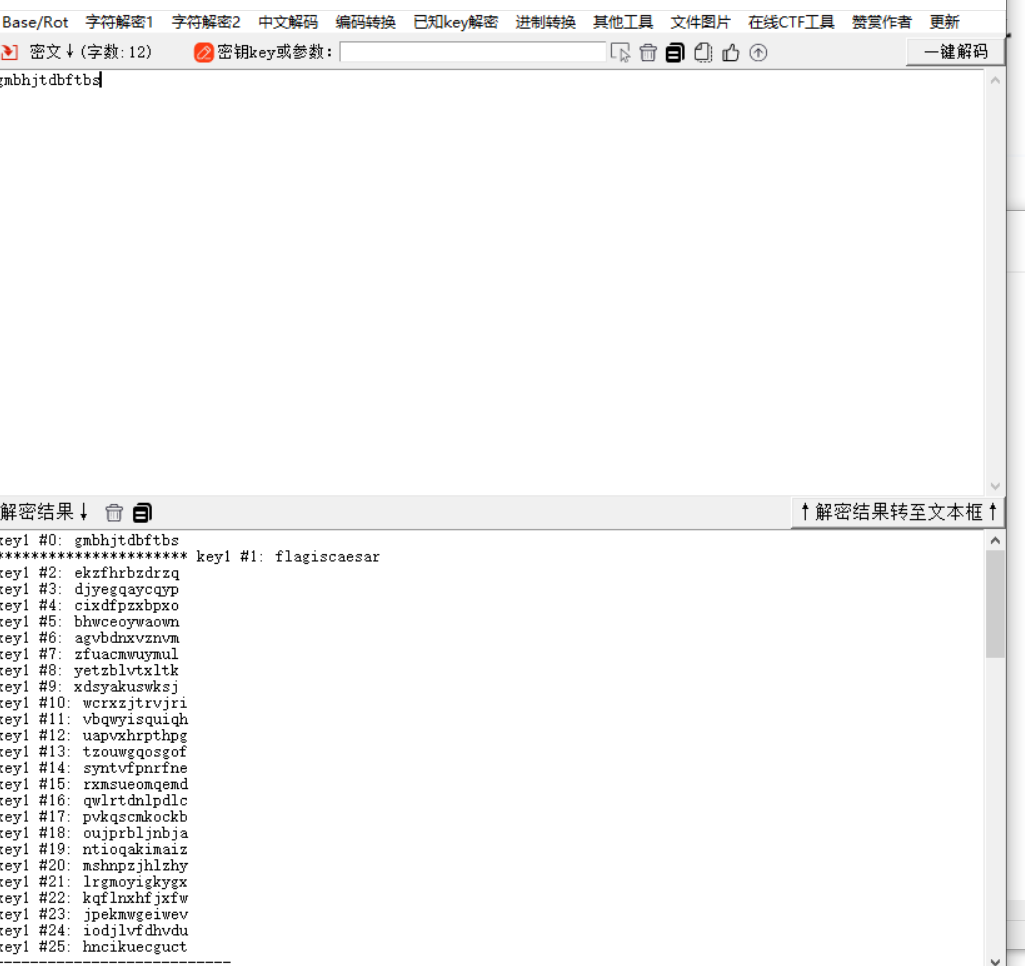 Base/Rot 字符解密1 字符解密2 中文解码 编码转换 已知key解密 进制转换 其他工具 文件图片 在线CTF工具 赞赏作者 更新
密文↓(字数:12) 密钥key或参数: 一键解码
gmbhjtdbftbs
解密结果↓ ↑解密结果转至文本框↑
key1 #0: gmbhjtdbftbs
*********************** key1 #1: flagiscaesar
key1 #2: ekzfhrbzdrzq
key1 #3: djyegqaycqyp
key1 #4: cixdfpzxbpxo
key1 #5: bhwceoywaown
key1 #6: agvbdnxvznvm
key1 #7: zfuacmwuymul
key1 #8: yetzblvtxltk
key1 #9: xdsyakuswksj
key1 #10: wcrxzjtrvjri
key1 #11: vbqwyisquiqh
key1 #12: uapvxhrpthpg
key1 #13: tzouwgqosgof
key1 #14: syntvfpnrfne
key1 #15: rxmsueomqemd
key1 #16: qwlrtdnlpdlc
key1 #17: pvkqscmkockb
key1 #18: oujprbljnbja
key1 #19: ntioqakimaiz
key1 #20: mshnpzjhlzhy
key1 #21: lrgmoyigkygx
key1 #22: kqflnxhfjxfw
key1 #23: jpekmwgeiwev
key1 #24: iodjlvfdhvdu
key1 #25: hncikuecguct
----------------------------